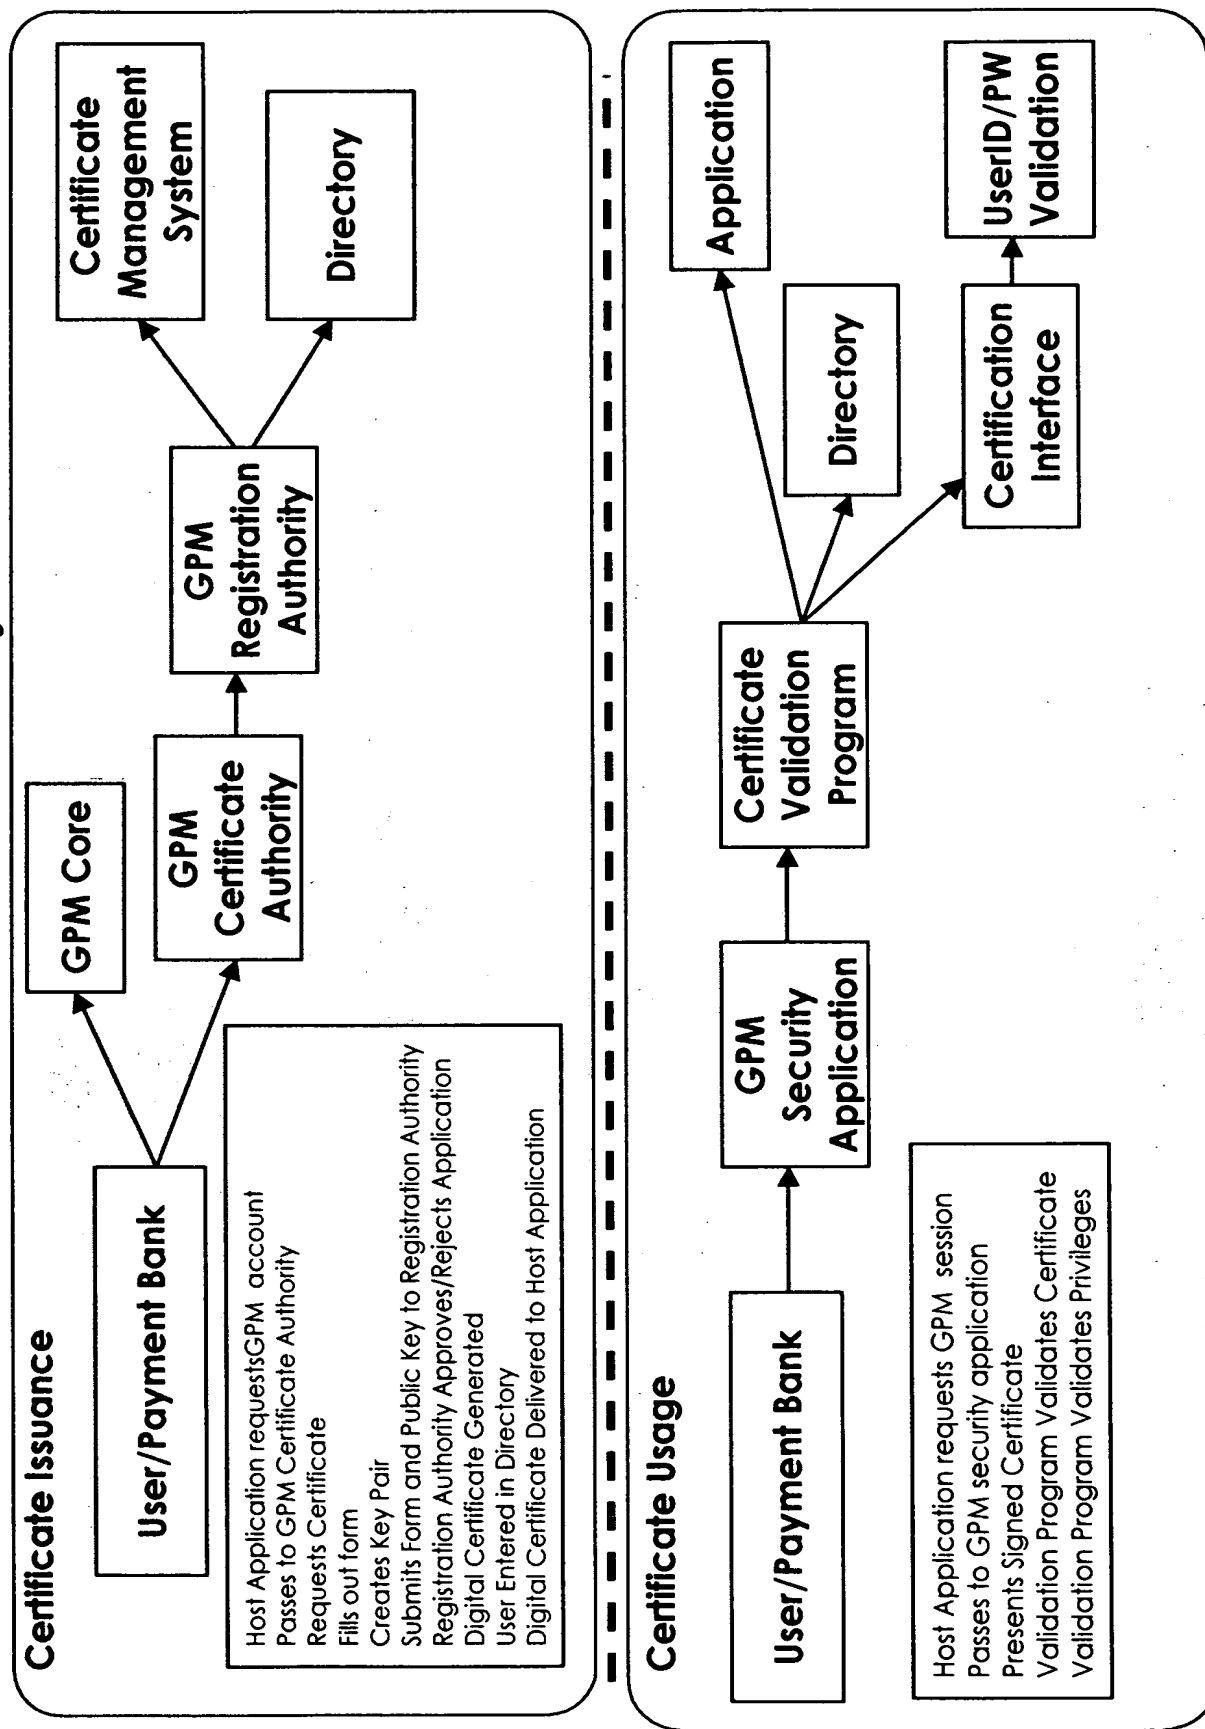 Certificate Issuance
User/Payment Bank
GPM Core
GPM
Certificate
Authority
GPM
Registration
Authority
Certificate
Management
System
Directory
Host Application requestsGPM account
Passes to GPM Certificate Authority
Requests Certificate
Fills out form
Creates Key Pair
Submits Form and Public Key to Registration Authority
Registration Authority Approves/Rejects Application
Digital Certificate Generated
User Entered in Directory
Digital Certificate Delivered to Host Application
Certificate Usage
User/Payment Bank
GPM
Security
Application
Certificate
Validation
Program
Application
Directory
Certification
Interface
UserID/PW
Validation
Host Application requests GPM session
Passes to GPM security application
Presents Signed Certificate
Validation Program Validates Certificate
Validation Program Validates Privileges